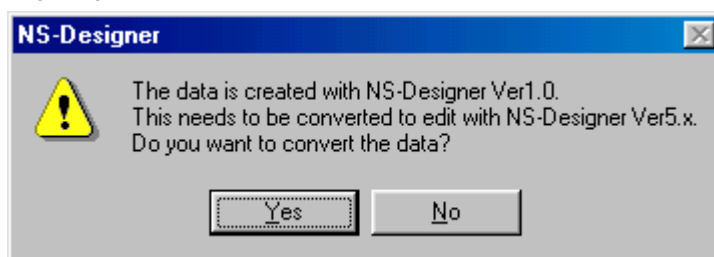 NS-Designer
The data is created with NS-Designer Ver1.0.
This needs to be converted to edit with NS-Designer Ver5.x.
Do you want to convert the data?
Yes
No